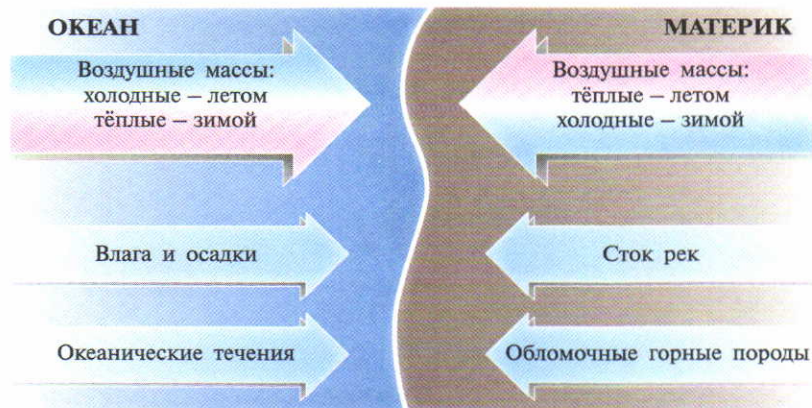 ОКЕАН
Воздушные массы:
холодные – летом
тёплые – зимой
Влага и осадки
Океанические течения
МАТЕРИК
Воздушные массы:
тёплые – летом
холодные – зимой
Сток рек
Обломочные горные породы